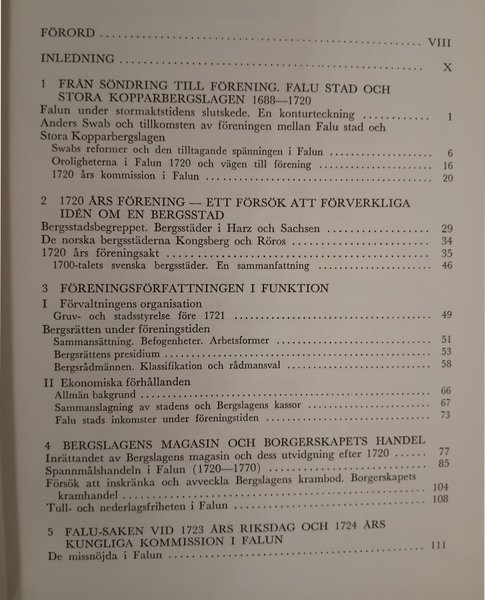 FÖRORD VIII
INLEDNING X
1 FRÅN SÖNDRING TILL FÖRENING. FALU STAD OCH
STORA KOPPARBERGSLAGEN 1688—1720
Falun under stormaktstidens slutskede. En konturteckning 1
Anders Swab och tillkomsten av föreningen mellan Falu stad och
Stora Kopparbergslagen
Swabs reformer och den tilltagande spänningen i Falun 6
Oroligheterna i Falun 1720 och vägen till förening 16
1720 års kommission i Falun 20
2 1720 ÅRS FÖRENING — ETT FÖRSÖK ATT FÖRVERKLIGA
IDÉN OM EN BERGSSTAD
Bergsstadsbegreppet. Bergsstäder i Harz och Sachsen 29
De norska bergsstäderna Kongsberg och Röros 34
1720 års föreningsakt 35
1700-talets svenska bergsstäder. En sammanfattning 46
3 FÖRENINGSFÖRFATTNINGEN I FUNKTION
I Förvaltningens organisation
Gruv- och stadsstyrelse före 1721 49
Bergsrätten under föreningstiden
Sammansättning. Befogenheter. Arbetsformer 51
Bergsrättens presidium 53
Bergsrådmännen. Klassifikation och rådmansval 58
II Ekonomiska förhållanden
Allmän bakgrund 66
Sammanslagning av stadens och Bergslagens kassor 67
Falu stads inkomster under föreningstiden 73
4 BERGSLAGENS MAGASIN OCH BORGERSKAPETS HANDEL
Inrättandet av Bergslagens magasin och dess utvidgning efter 1720 77
Spannmålshandeln i Falun (1720—1770) 85
Försök att inskränka och avveckla Bergslagens krambod. Borgerskapets
kramhandel 104
Tull- och nederlagsfriheten i Falun 108
5 FALU-SAKEN VID 1723 ÅRS RIKSDAG OCH 1724 ÅRS
KUNGLIGA KOMMISSION I FALUN
De missnöjda i Falun 111